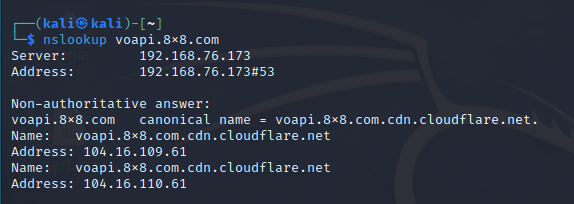 ┌──(kali㉿kali)-[~]
└─$ nslookup voapi.8×8.com
Server:         192.168.76.173
Address:        192.168.76.173#53

Non-authoritative answer:
voapi.8×8.com   canonical name = voapi.8×8.com.cdn.cloudflare.net.
Name:   voapi.8×8.com.cdn.cloudflare.net
Address: 104.16.109.61
Name:   voapi.8×8.com.cdn.cloudflare.net
Address: 104.16.110.61